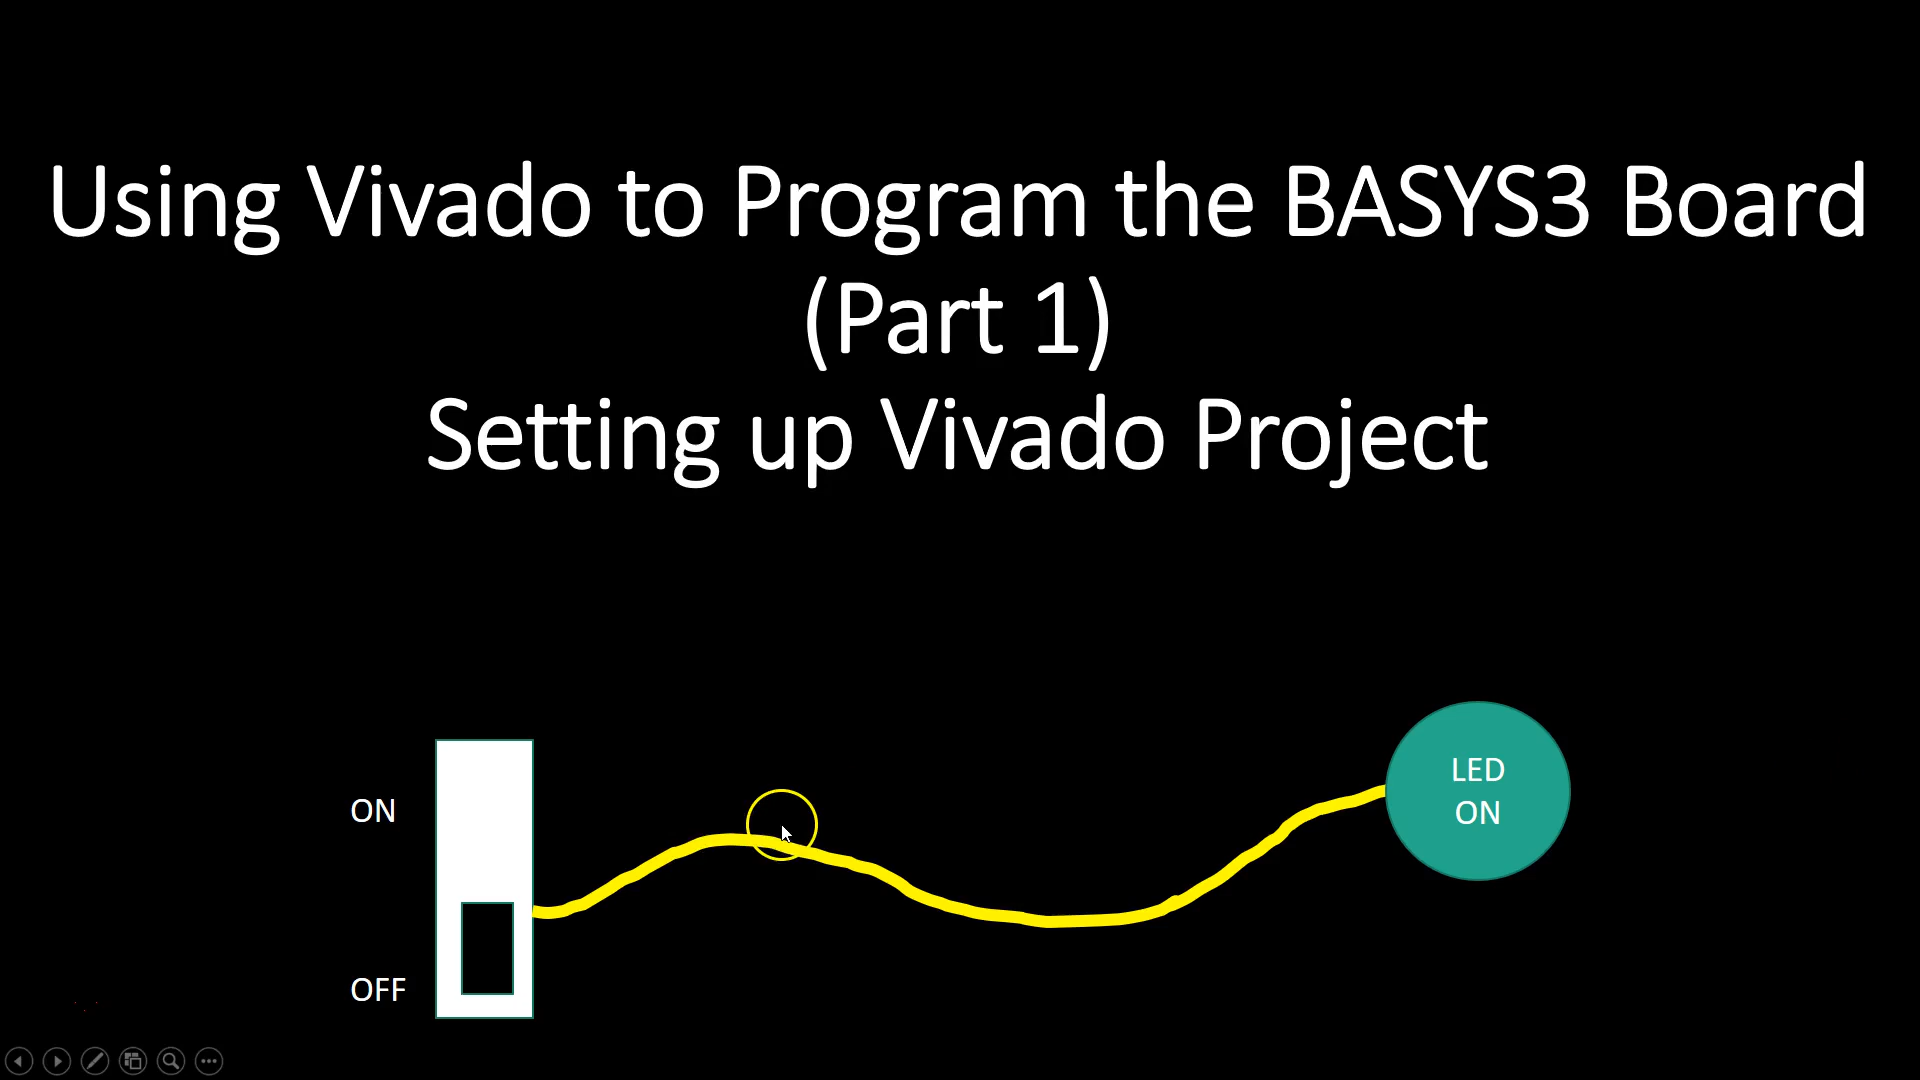 Using Vivado to Program the BASYS3 Board
(Part 1)
Setting up Vivado Project
LED
ON
ON
OFF